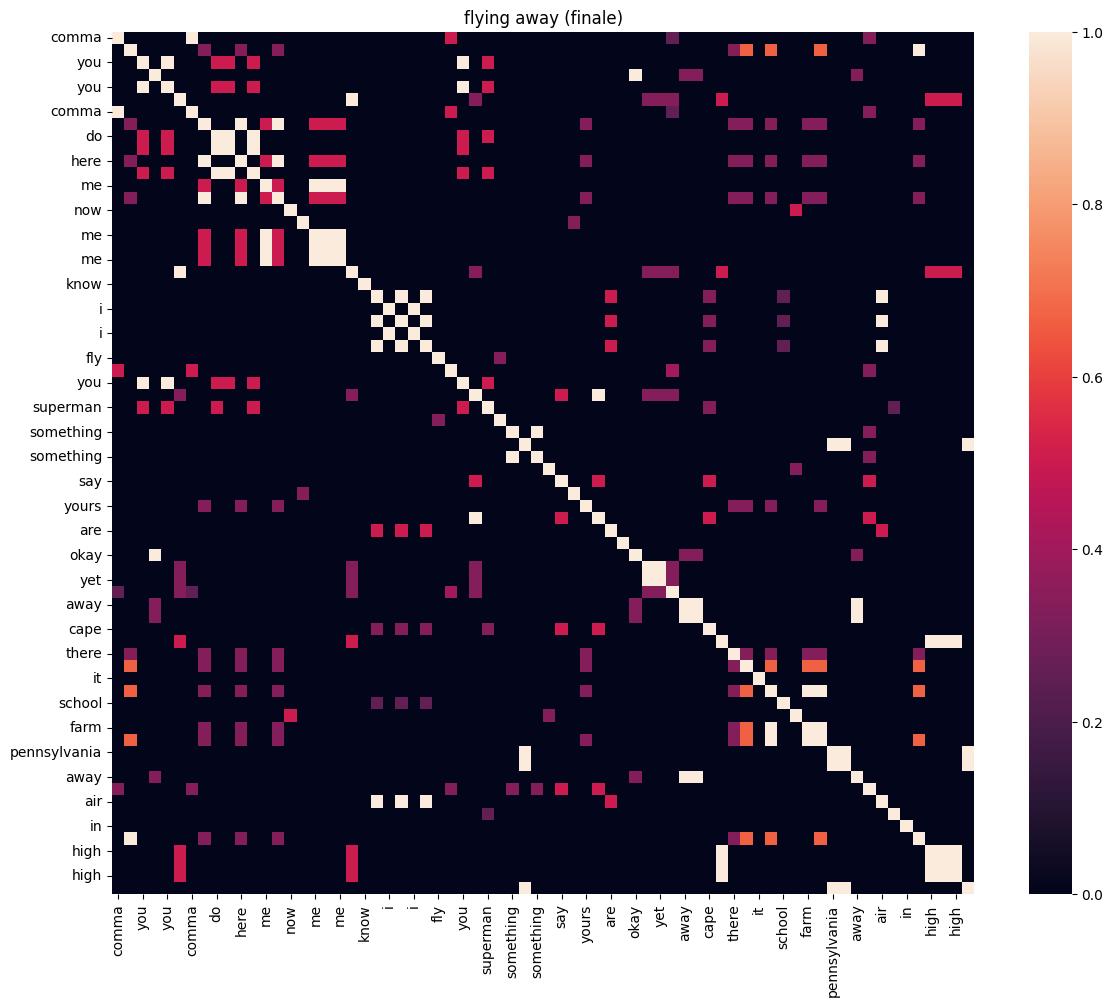 flying away (finale)
comma
you
you
comma
do
here
me
now
me
me
know
i
i
fly
you
superman
something
something
say
yours
are
okay
yet
away
cape
there
it
school
farm
pennsylvania
away
air
in
high
high
comma
you
you
comma
do
here
me
now
me
me
know
i
i
fly
you
superman
something
something
say
yours
are
okay
yet
away
cape
there
it
school
farm
pennsylvania
away
air
in
high
high
1.0
0.8
0.6
0.4
0.2
0.0